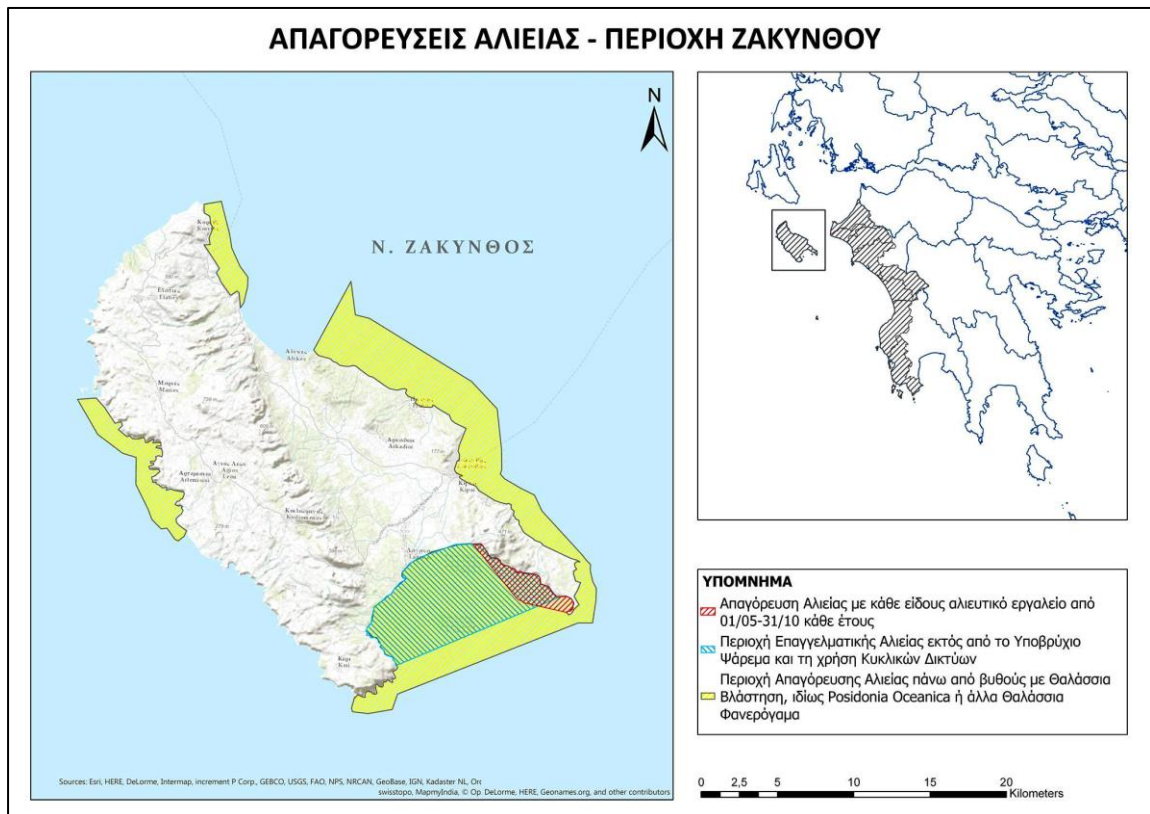 ΑΠΑΓΟΡΕΥΣΕΙΣ ΑΛΙΕΙΑΣ - ΠΕΡΙΟΧΗ ΖΑΚΥΝΘΟΥ
N
Ν. ΖΑΚΥΝΘΟΣ
Sources: Esri, HERE, DeLorme, Intermap, increment P Corp., GEBCO, USGS, FAO, NPS, NRCAN, GeoBase, IGN, Kadaster NL, Orc
swisstopo, MapmyIndia, © Op. DeLorme, HERE, Geonames.org, and other contributors
ΥΠΟΜΝΗΜΑ
Απαγόρευση Αλιείας με κάθε είδους αλιευτικό εργαλείο από
01/05-31/10 κάθε έτους
Περιοχή Επαγγελματικής Αλιείας εκτός από το Υποβρύχιο
Ψάρεμα και τη χρήση Κυκλικών Δικτύων
Περιοχή Απαγόρευσης Αλιείας πάνω από βυθούς με Θαλάσσια
Βλάστηση, ιδίως Posidonia Oceanica ή άλλα Θαλάσσια
Φανερόγαμα
0 2,5 5 10 15 20
Kilometers